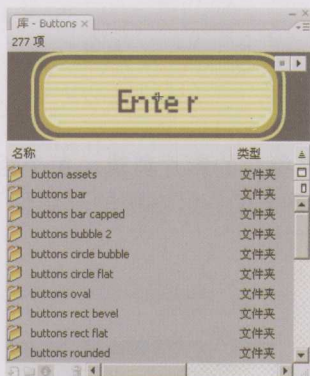 库 - Buttons ×
277 项
Enter
名称 类型
button assets 文件夹
buttons bar 文件夹
buttons bar capped 文件夹
buttons bubble 2 文件夹
buttons circle bubble 文件夹
buttons circle flat 文件夹
buttons oval 文件夹
buttons rect bevel 文件夹
buttons rect flat 文件夹
buttons rounded 文件夹